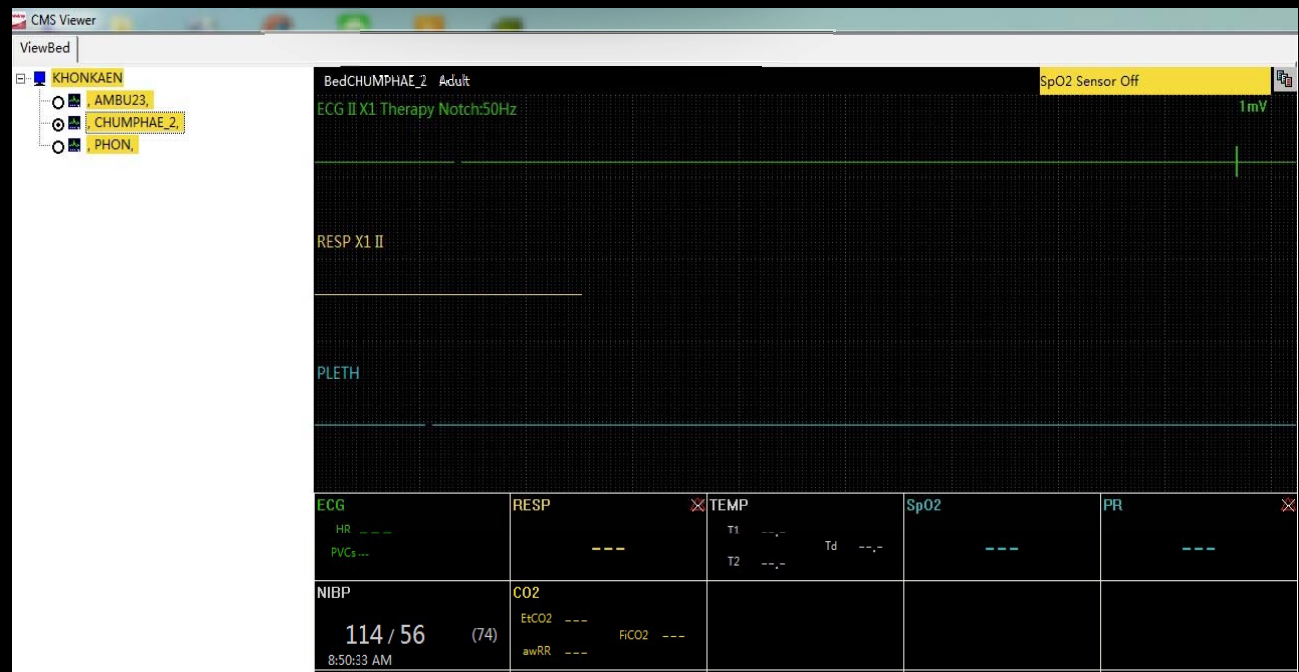 CMS Viewer
ViewBed
KHONKAEN
, AMBU23,
, CHUMPHAE_2,
, PHON,
BedCHUMPHAE_2 Adult
SpO2 Sensor Off
ECG II X1 Therapy Notch:50Hz
1mV
RESP X1 II
PLETH
ECG
HR ---
PVCs ---
RESP
---
TEMP
T1 --.-
T2 --.-
Td --.-
SpO2
---
PR
---
NIBP
114 / 56 (74)
8:50:33 AM
CO2
EtCO2 ---
FiCO2 ---
awRR ---